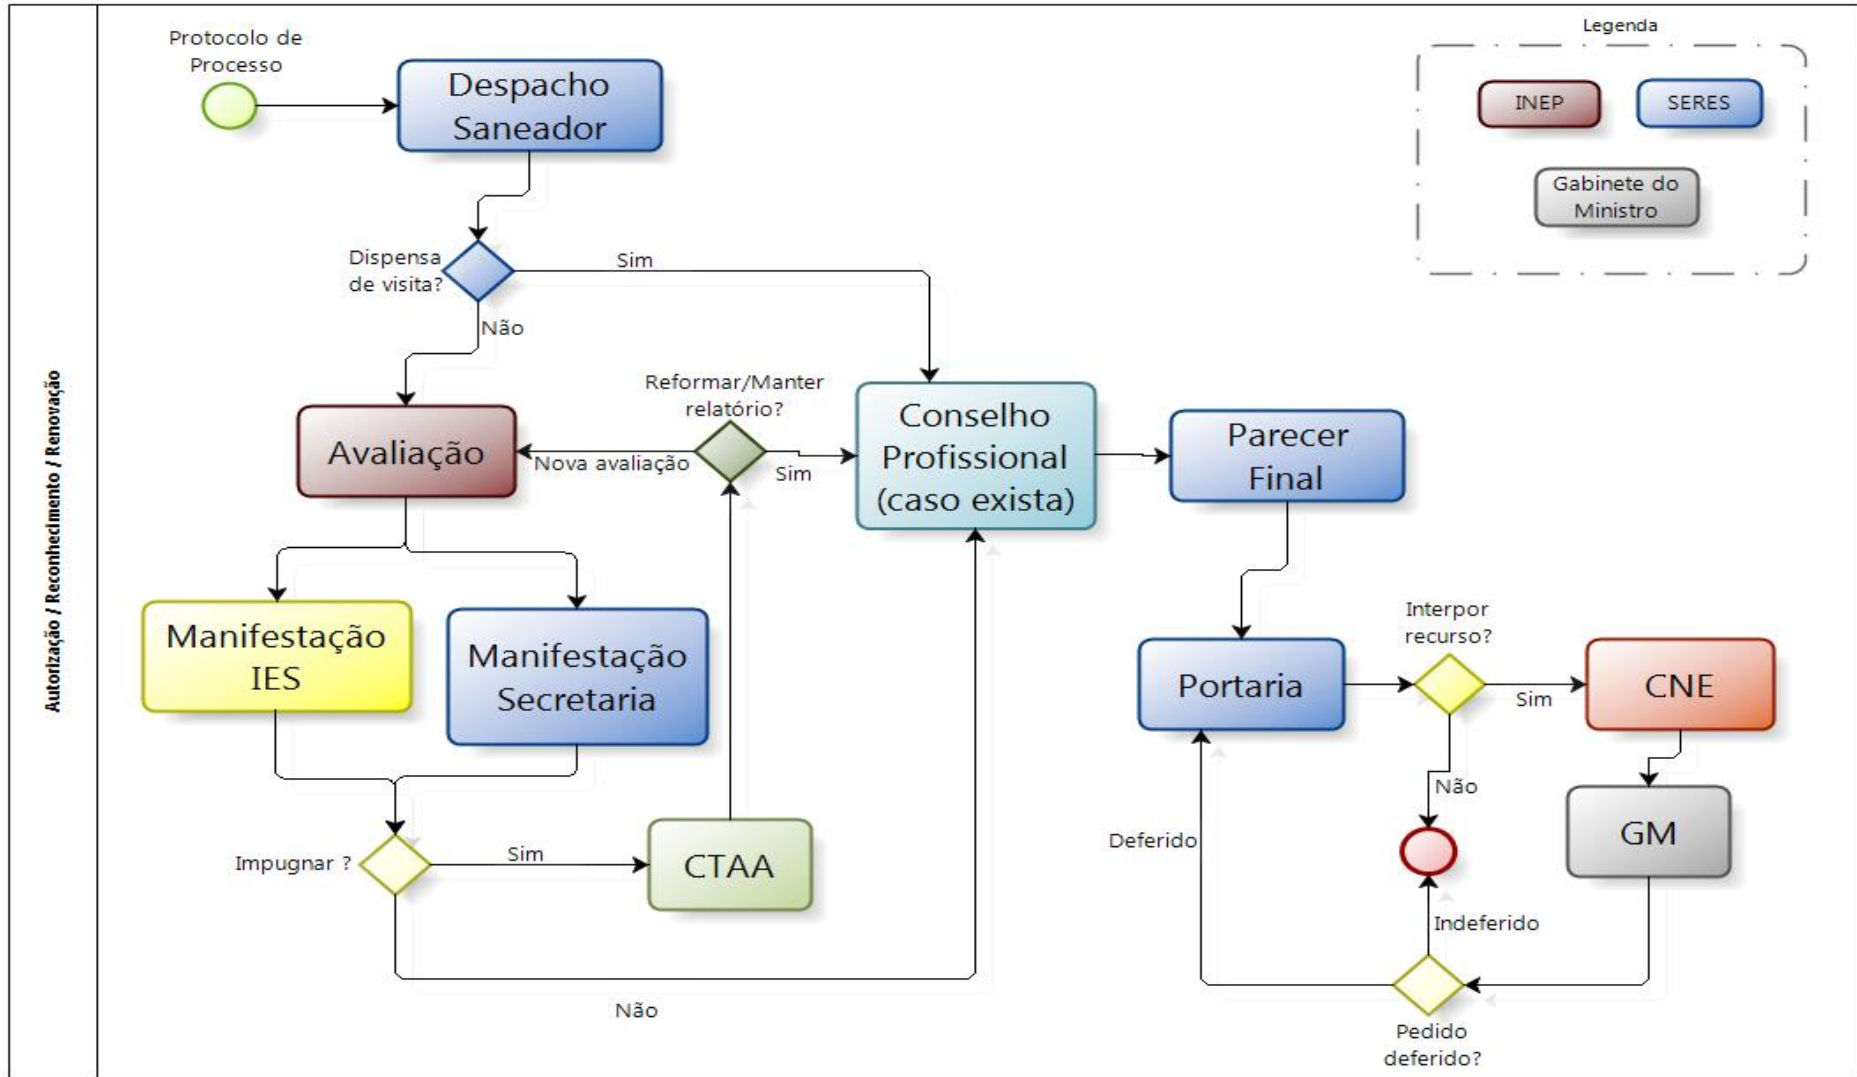 Autorização / Reconhecimento / Renovação
Protocolo de
Processo
Despacho
Saneador
Legenda
INEP
SERES
Gabinete do
Ministro
Dispensa
de visita?
Sim
Não
Reformar/Manter
relatório?
Avaliação
Nova avaliação
Sim
Conselho
Profissional
(caso exista)
Parecer
Final
Manifestação
IES
Manifestação
Secretaria
Portaria
Interpor
recurso?
Sim
CNE
Não
GM
Impugnar ?
Sim
CTAA
Deferido
Indeferido
Não
Pedido
deferido?